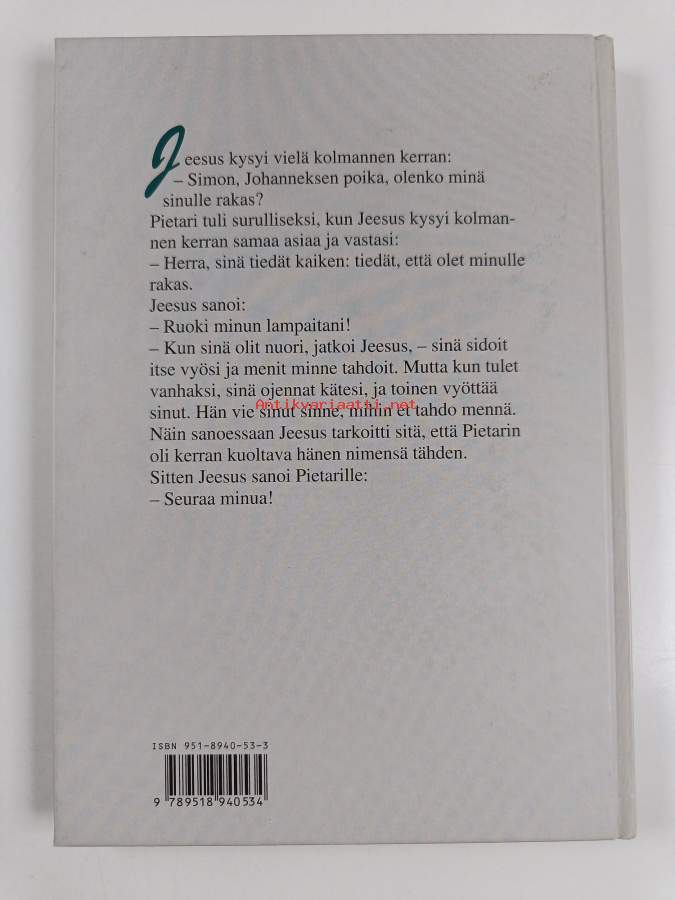 Jeesus kysyi vielä kolmannen kerran:
– Simon, Johanneksen poika, olenko minä
sinulle rakas?
Pietari tuli surulliseksi, kun Jeesus kysyi kolman-
nen kerran samaa asiaa ja vastasi:
– Herra, sinä tiedät kaiken: tiedät, että olet minulle
rakas.
Jeesus sanoi:
– Ruoki minun lampaitani!
– Kun sinä olit nuori, jatkoi Jeesus, – sinä sidoit
itse vyösi ja menit minne tahdoit. Mutta kun tulet
vanhaksi, sinä ojennat kätesi, ja toinen vyöttää
Antikvariaatti.net
sinut. Hän vie sinut sinne, mihin et tahdo mennä.
Näin sanoessaan Jeesus tarkoitti sitä, että Pietarin
oli kerran kuoltava hänen nimensä tähden.
Sitten Jeesus sanoi Pietarille:
– Seuraa minua!
ISBN 951-8940-53-3
9 789518 940534